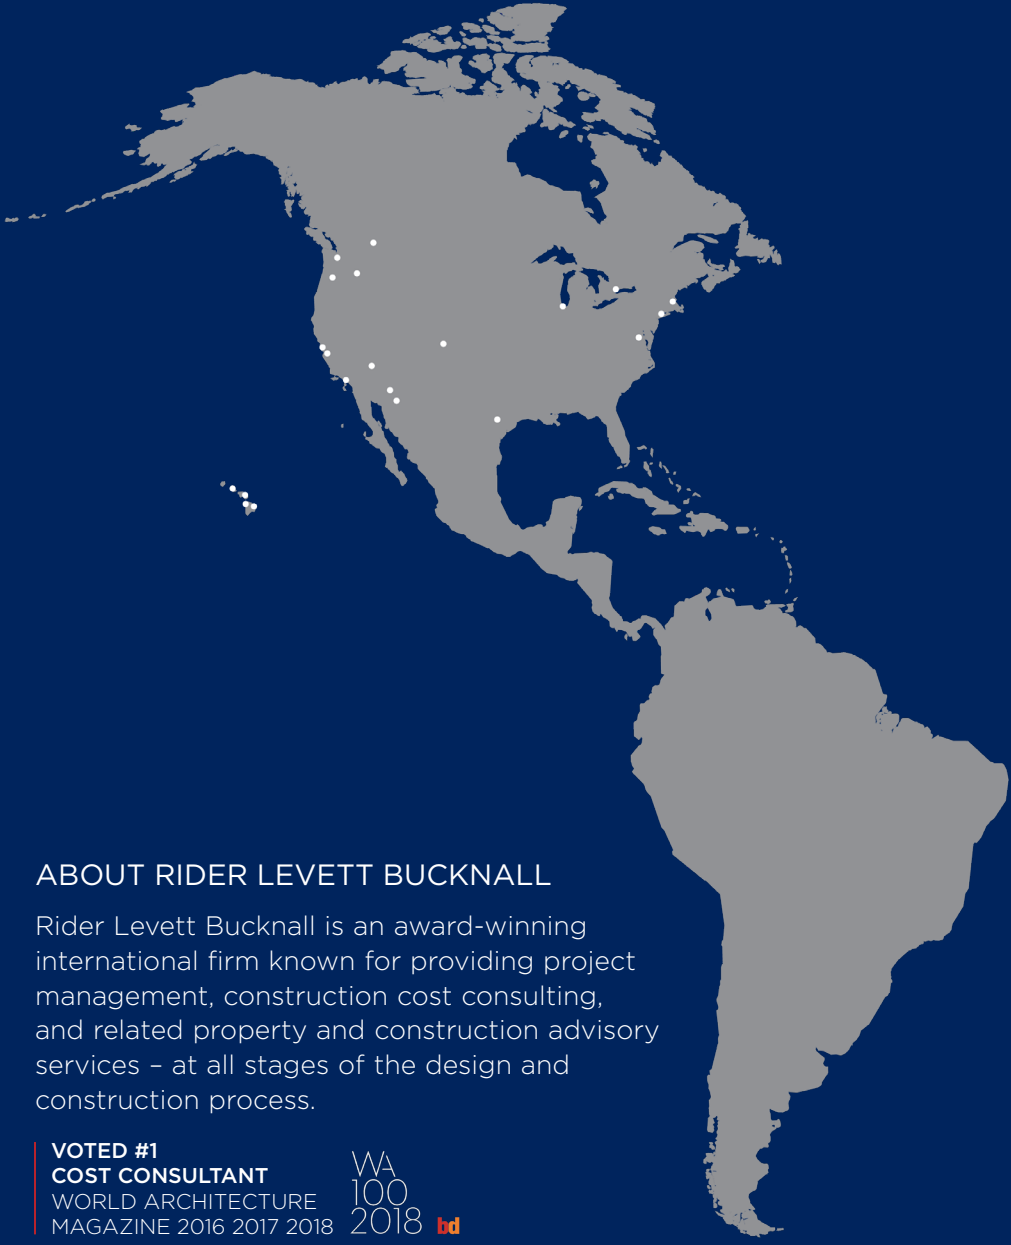 ABOUT RIDER LEVETT BUCKNALL
Rider Levett Bucknall is an award-winning
international firm known for providing project
management, construction cost consulting,
and related property and construction advisory
services – at all stages of the design and
construction process.
VOTED #1
COST CONSULTANT
WORLD ARCHITECTURE
MAGAZINE 2016 2017 2018
WA
100
2018 bd